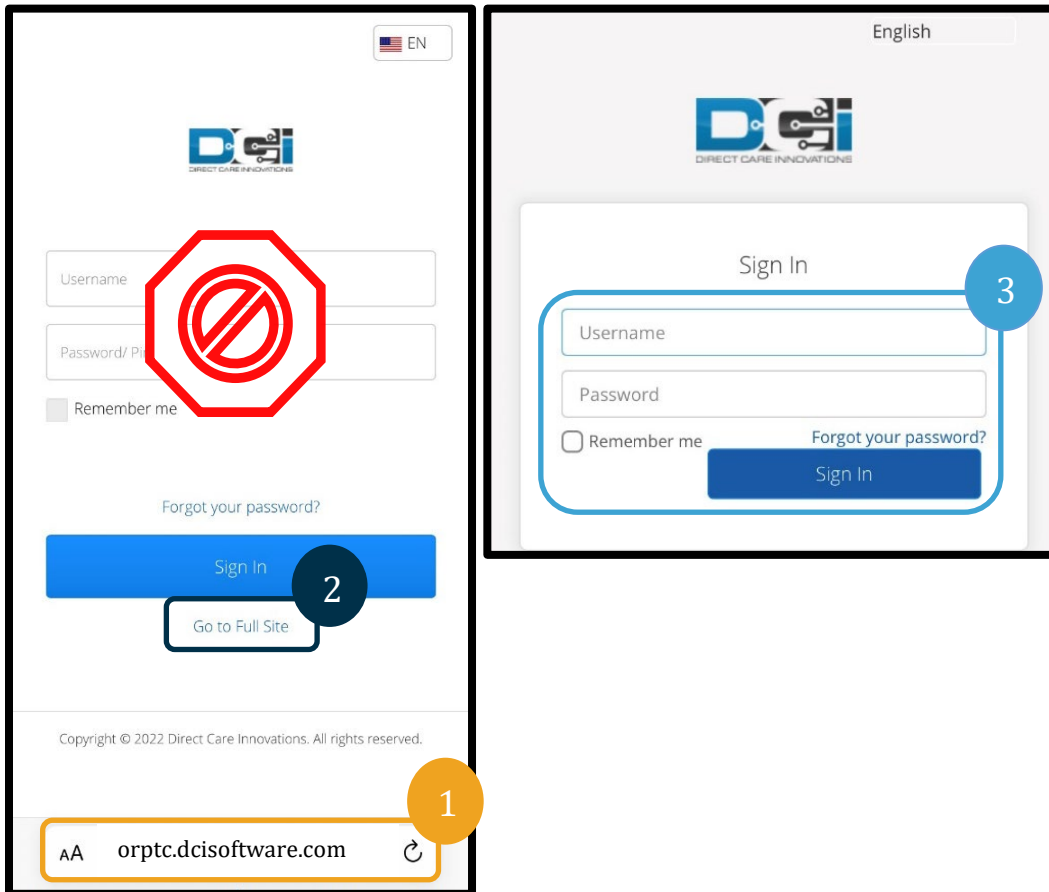 EN
DCi
DIRECT CARE INNOVATIONS
Username
Password/ Pi
Remember me
Forgot your password?
Sign In
2
Go to Full Site
Copyright © 2022 Direct Care Innovations. All rights reserved.
1
AA orptc.dcisoftware.com
English
DCi
DIRECT CARE INNOVATIONS
Sign In
3
Username
Password
Remember me Forgot your password?
Sign In